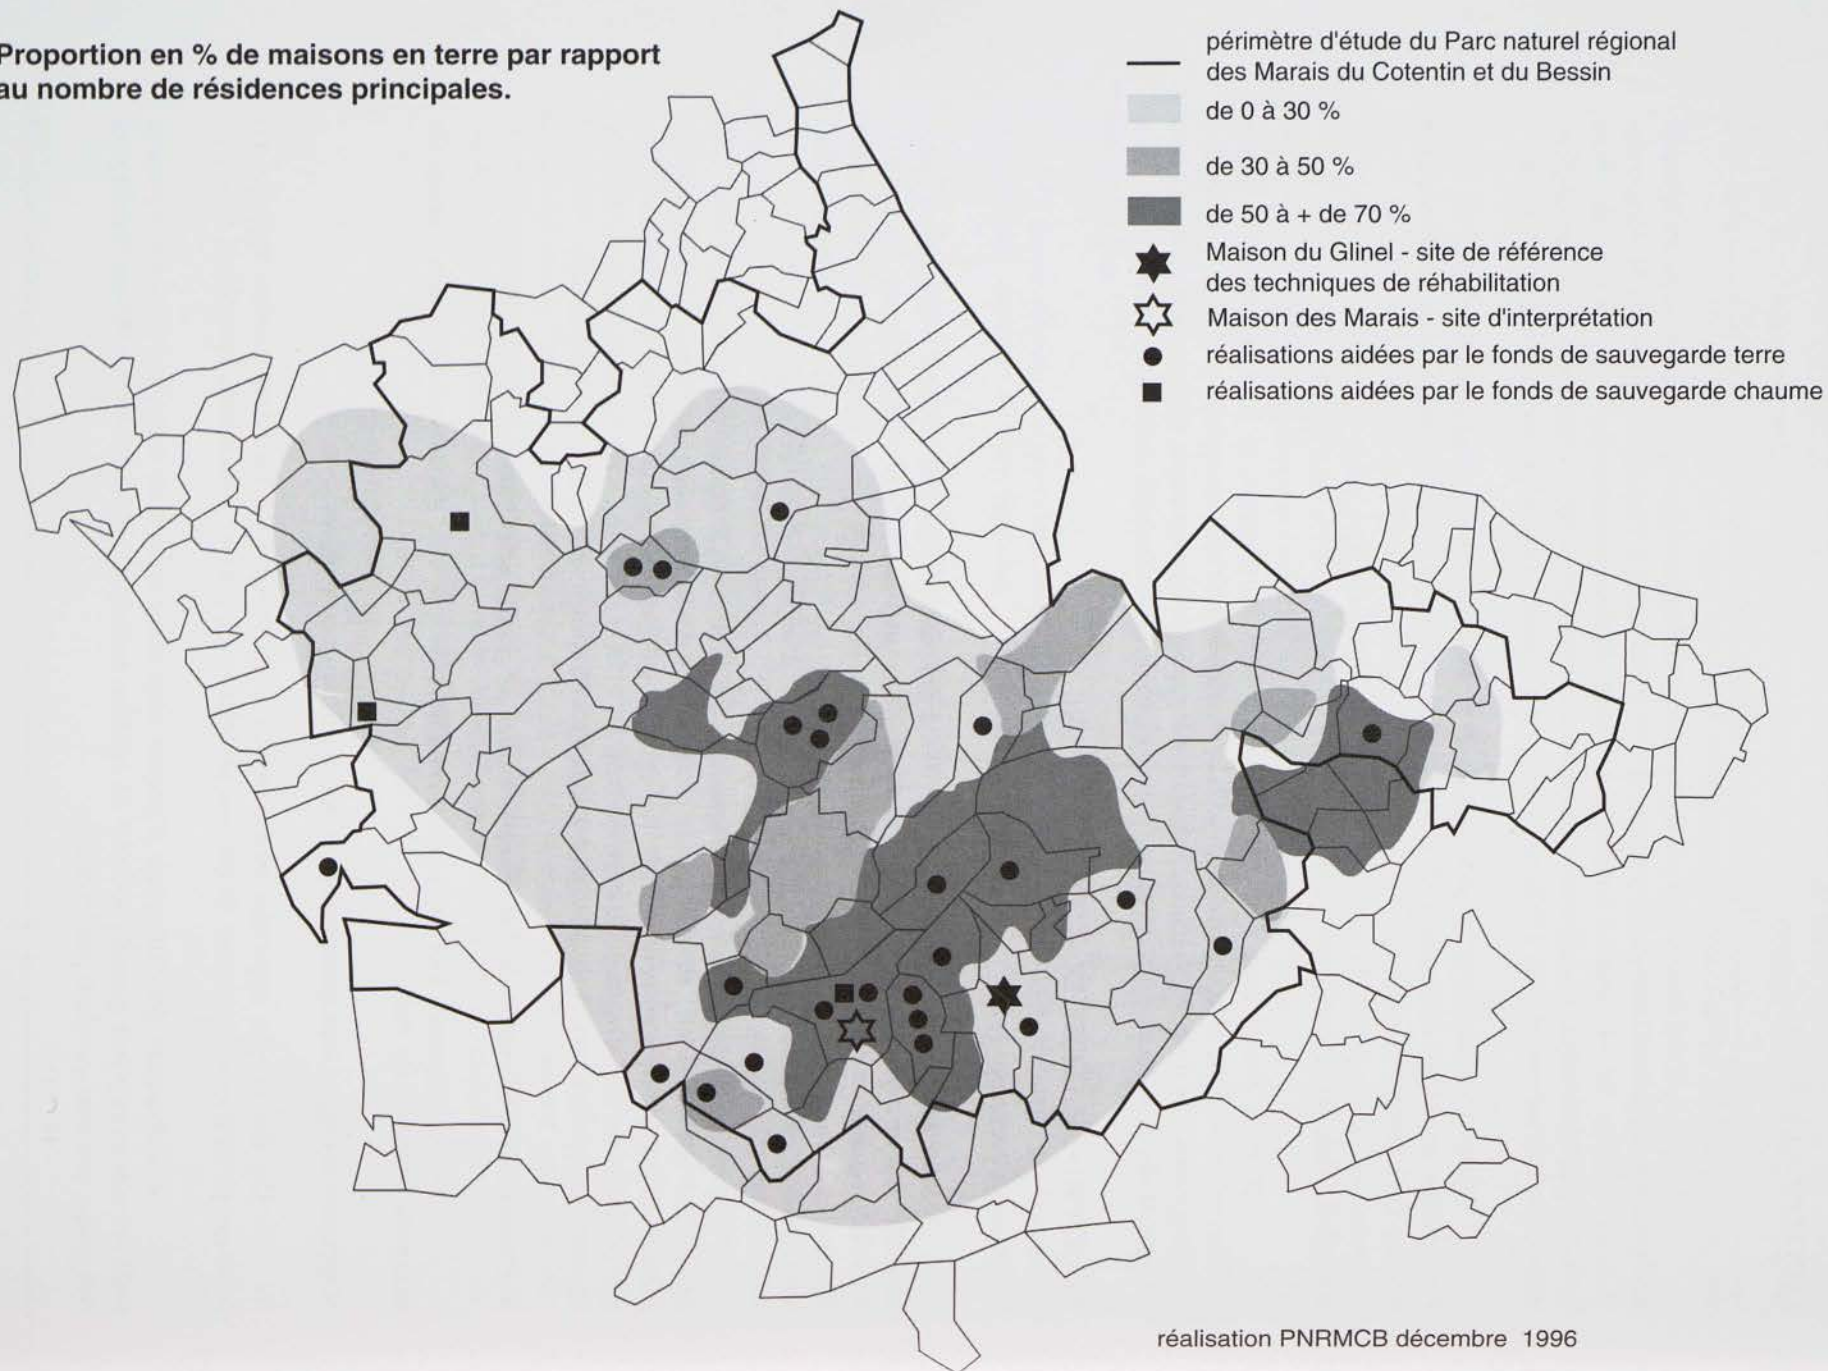 Proportion en % de maisons en terre par rapport
au nombre de résidences principales.
périmètre d'étude du Parc naturel régional
des Marais du Cotentin et du Bessin
de 0 à 30 %
de 30 à 50 %
de 50 à + de 70 %
Maison du Glinel - site de référence
des techniques de réhabilitation
Maison des Marais - site d'interprétation
réalisations aidées par le fonds de sauvegarde terre
réalisations aidées par le fonds de sauvegarde chaume
réalisation PNRMCB décembre 1996